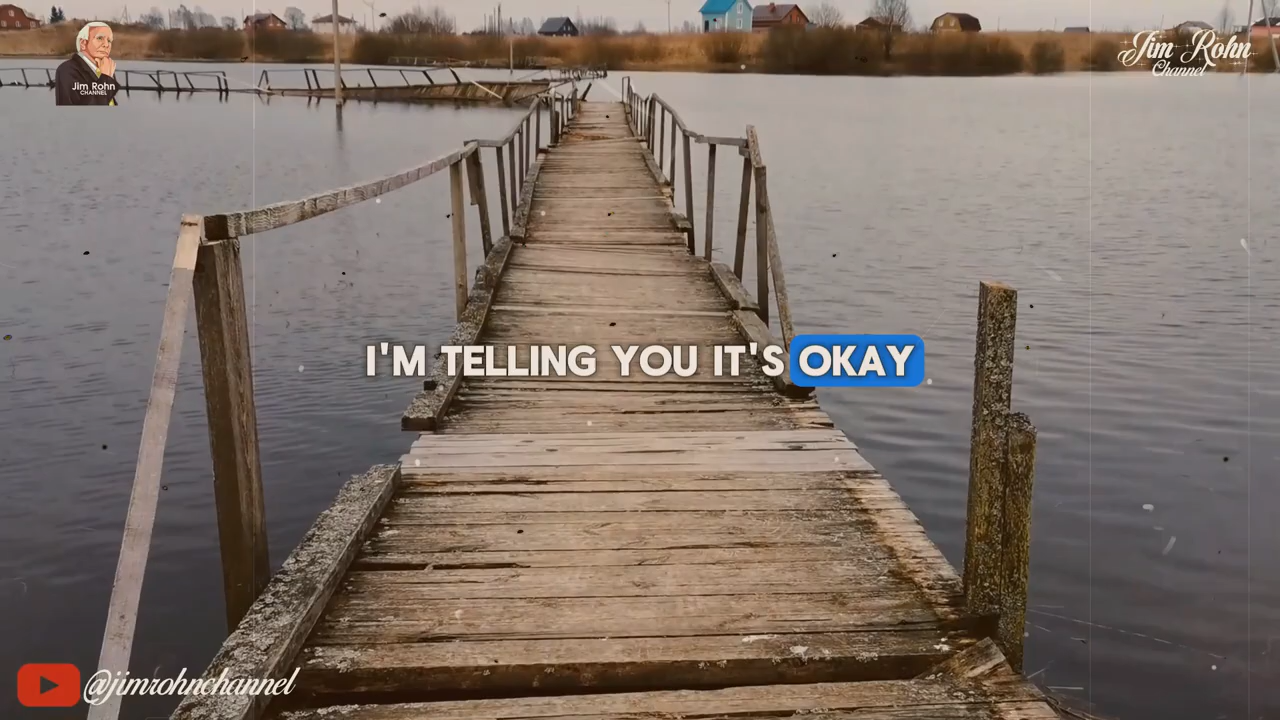 Jim Rohn
CHANNEL
Jim Rohn
Channel
I'M TELLING YOU IT'S OKAY
@jimrohnchannel